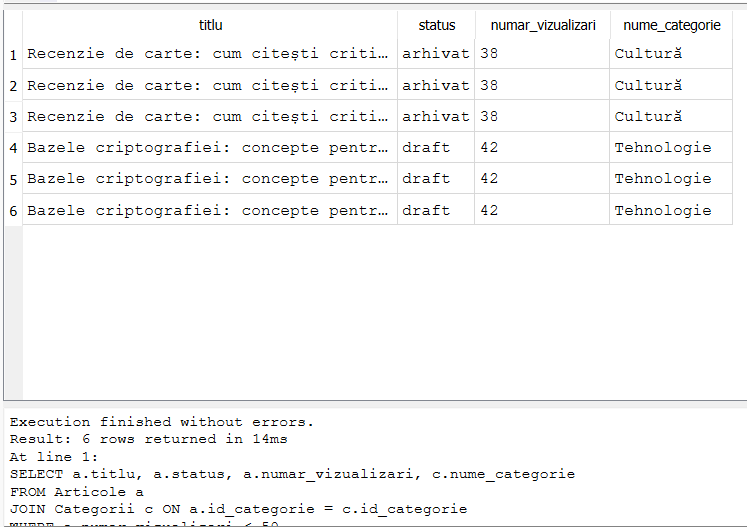 titlu status numar_vizualizari nume_categorie
1 Recenzie de carte: cum citești criti… arhivat 38 Cultură
2 Recenzie de carte: cum citești criti… arhivat 38 Cultură
3 Recenzie de carte: cum citești criti… arhivat 38 Cultură
4 Bazele criptografiei: concepte pentr… draft 42 Tehnologie
5 Bazele criptografiei: concepte pentr… draft 42 Tehnologie
6 Bazele criptografiei: concepte pentr… draft 42 Tehnologie
Execution finished without errors.
Result: 6 rows returned in 14ms
At line 1:
SELECT a.titlu, a.status, a.numar_vizualizari, c.nume_categorie
FROM Articole a
JOIN Categorii c ON a.id_categorie = c.id_categorie
WHERE a.numar_vizualizari < 50